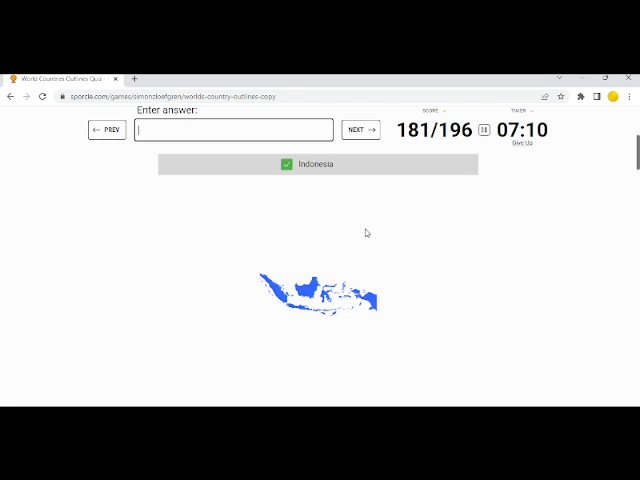 World Countries Outlines Quiz
sporcle.com/games/simonzloefgren/worlds-country-outlines-copy
Enter answer:
PREV
NEXT
SCORE
181/196
TIMER
07:10
Give Up
Indonesia